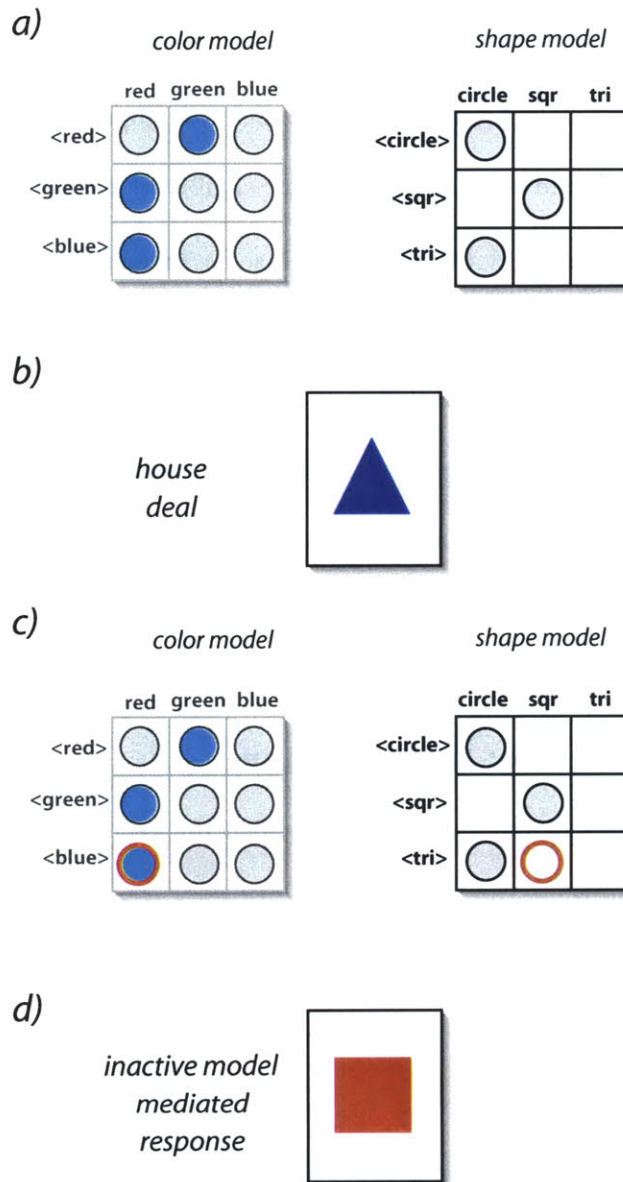 a)
color model
shape model
red green blue
circle sqr tri
<red>
<circle>
<green>
<sqr>
<blue>
<tri>
b)
house
deal
c)
color model
shape model
red green blue
circle sqr tri
<red>
<circle>
<green>
<sqr>
<blue>
<tri>
d)
inactive model
mediated
response